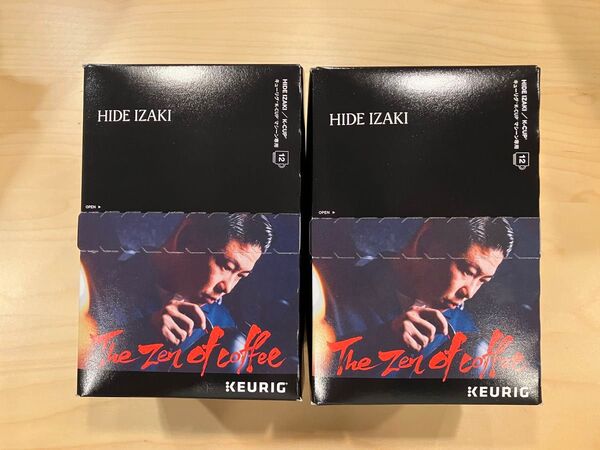 HIDE IZAKI
HIDE IZAKI / K-CUP®
キューリグ K-CUP マシーン専用
12
OPEN ▶
The Zen of coffee
KEURIG®
HIDE IZAKI
HIDE IZAKI / K-CUP®
キューリグ K-CUP マシーン専用
12
OPEN ▶
The Zen of coffee
KEURIG®